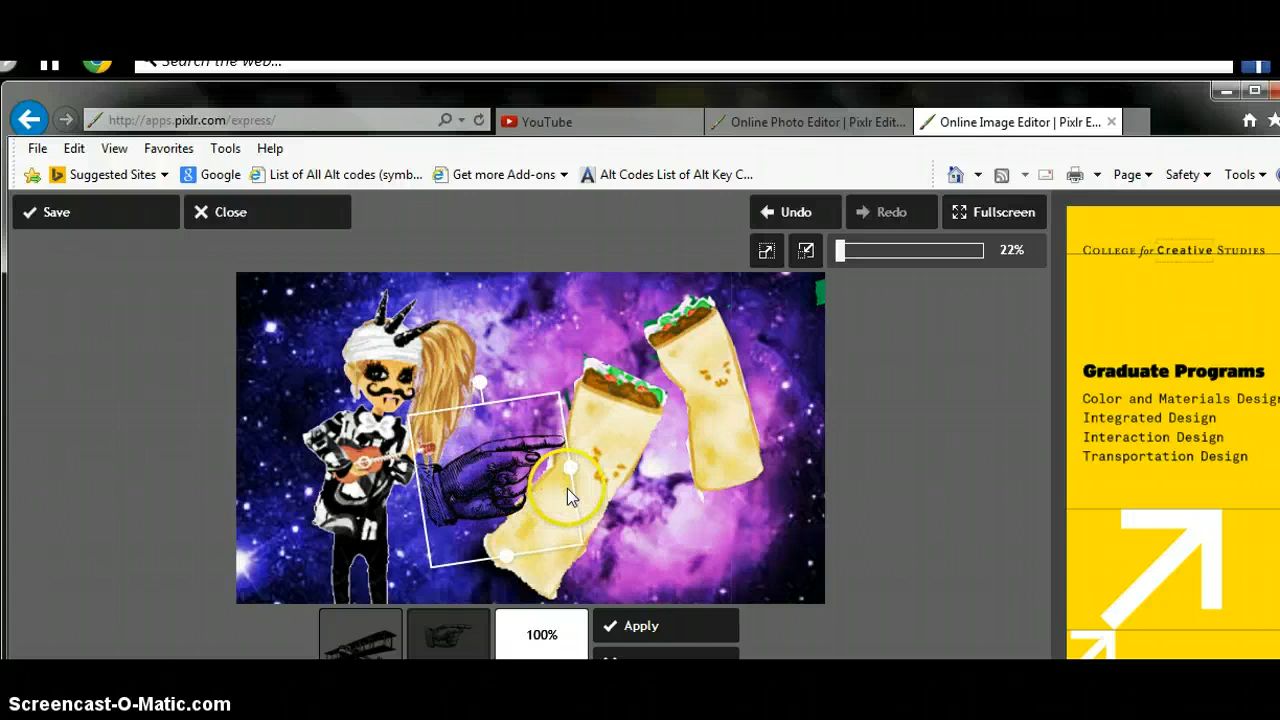 Search the web...
http://apps.pixlr.com/express/
YouTube
Online Photo Editor | Pixlr Edit...
Online Image Editor | Pixlr E...
File Edit View Favorites Tools Help
Suggested Sites
Google
List of All Alt codes (symb...
Get more Add-ons
Alt Codes List of Alt Key C...
Page
Safety
Tools
Save
Close
Undo
Redo
Fullscreen
22%
College for Creative Studies
Graduate Programs
Color and Materials Design
Integrated Design
Interaction Design
Transportation Design
100%
Apply
Screencast-O-Matic.com